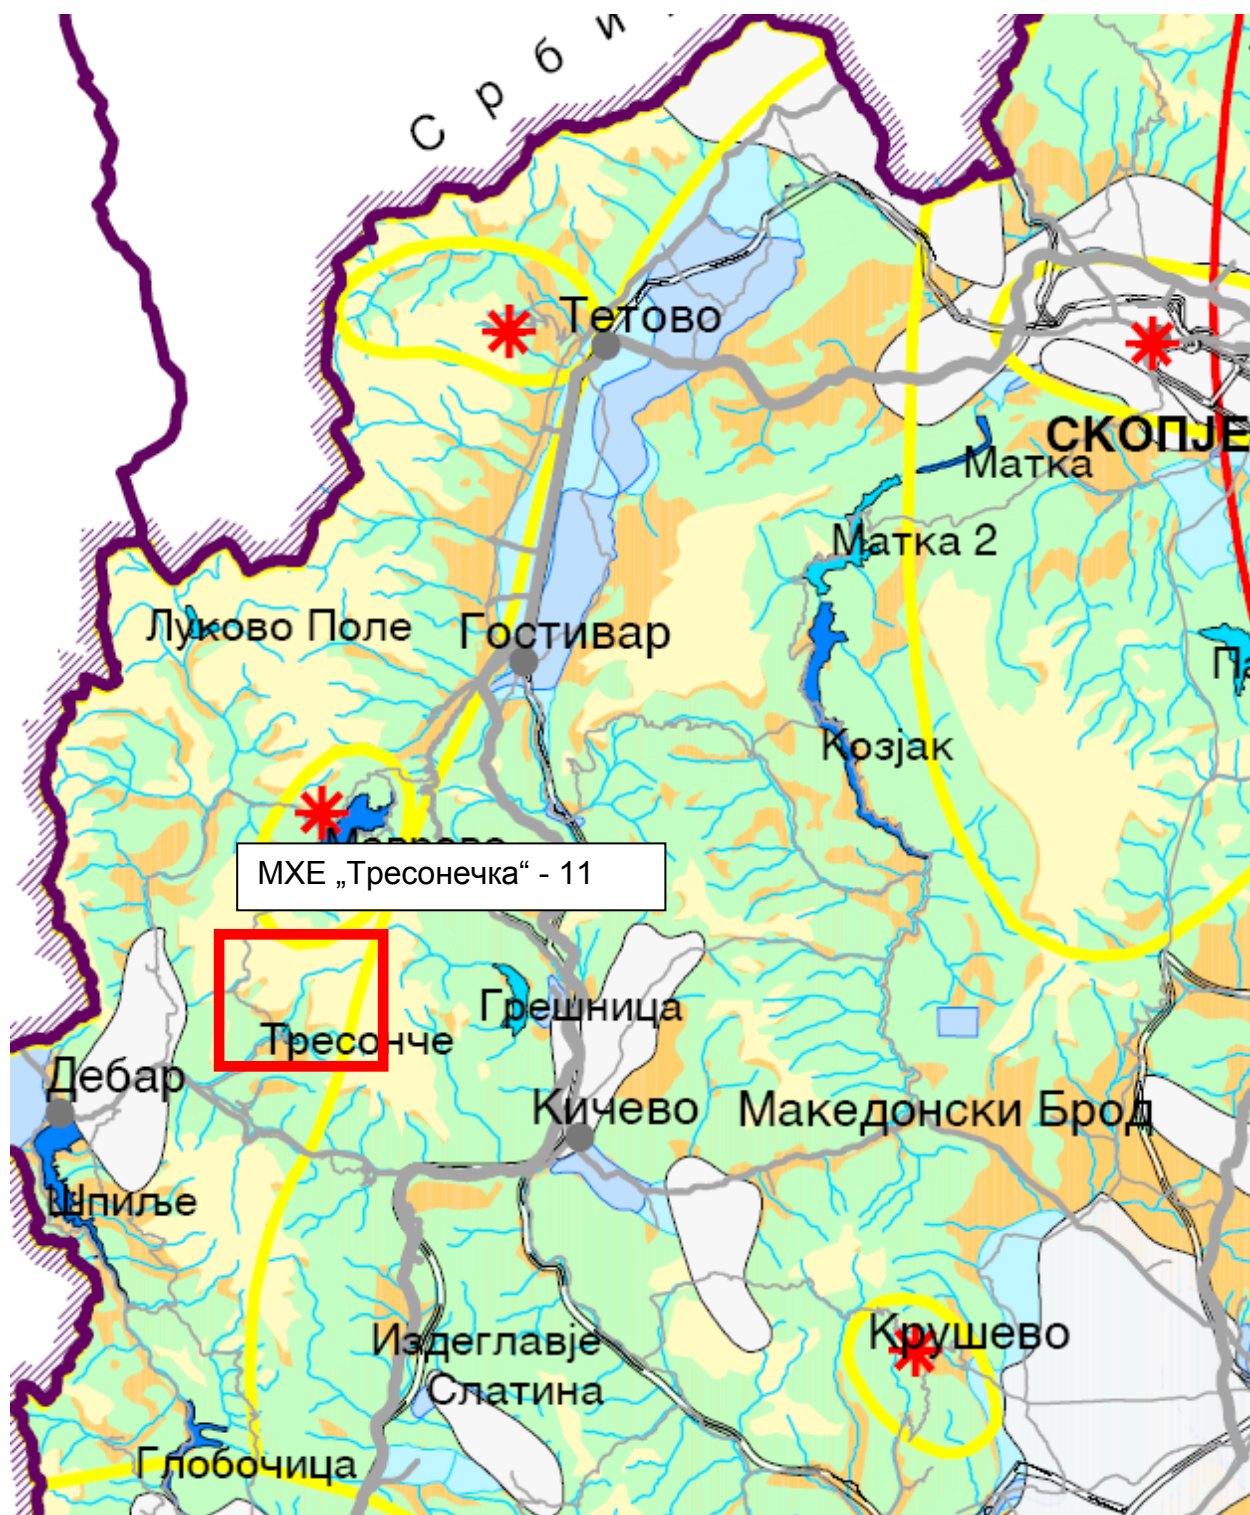 С р б и
Тетово
СКОПЈЕ
Матка
Матка 2
Луково Поле
Гостивар
Козјак
Маврово
МХЕ „Тресонечка“ - 11
Грешница
Тресонче
Дебар
Кичево
Македонски Брод
Шпиље
Крушево
Издеглавје
Слатина
Глобочица